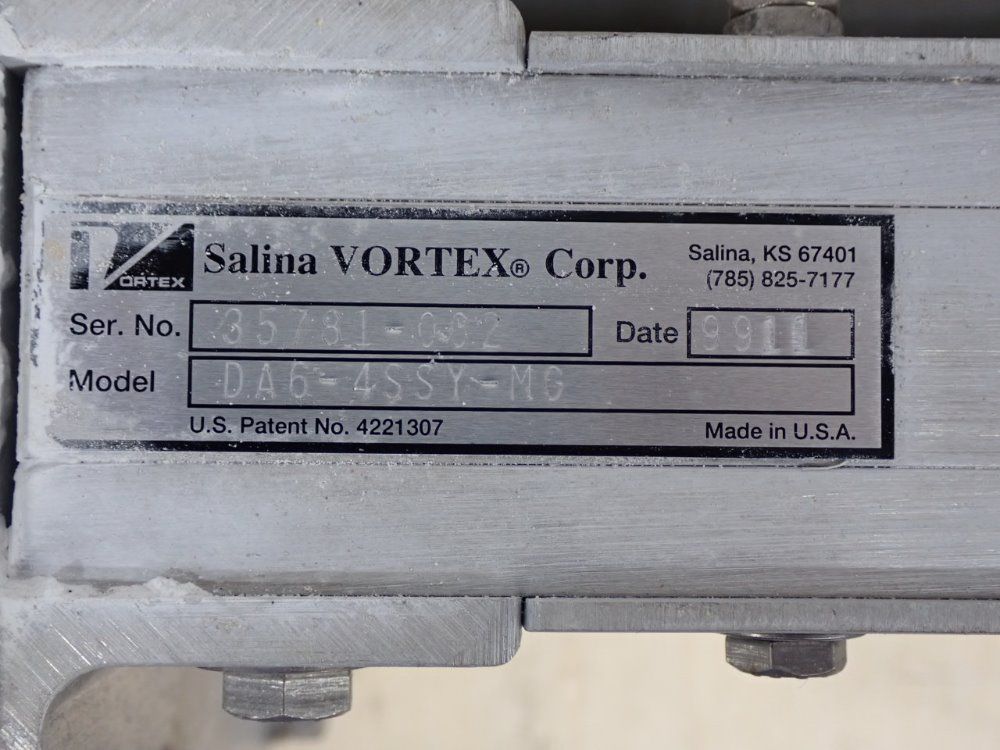 VORTEX
Salina VORTEX® Corp.
Salina, KS 67401
(785) 825-7177
Ser. No. 35731-002
Date 9911
Model DA6-4SSY-MG
U.S. Patent No. 4221307
Made in U.S.A.